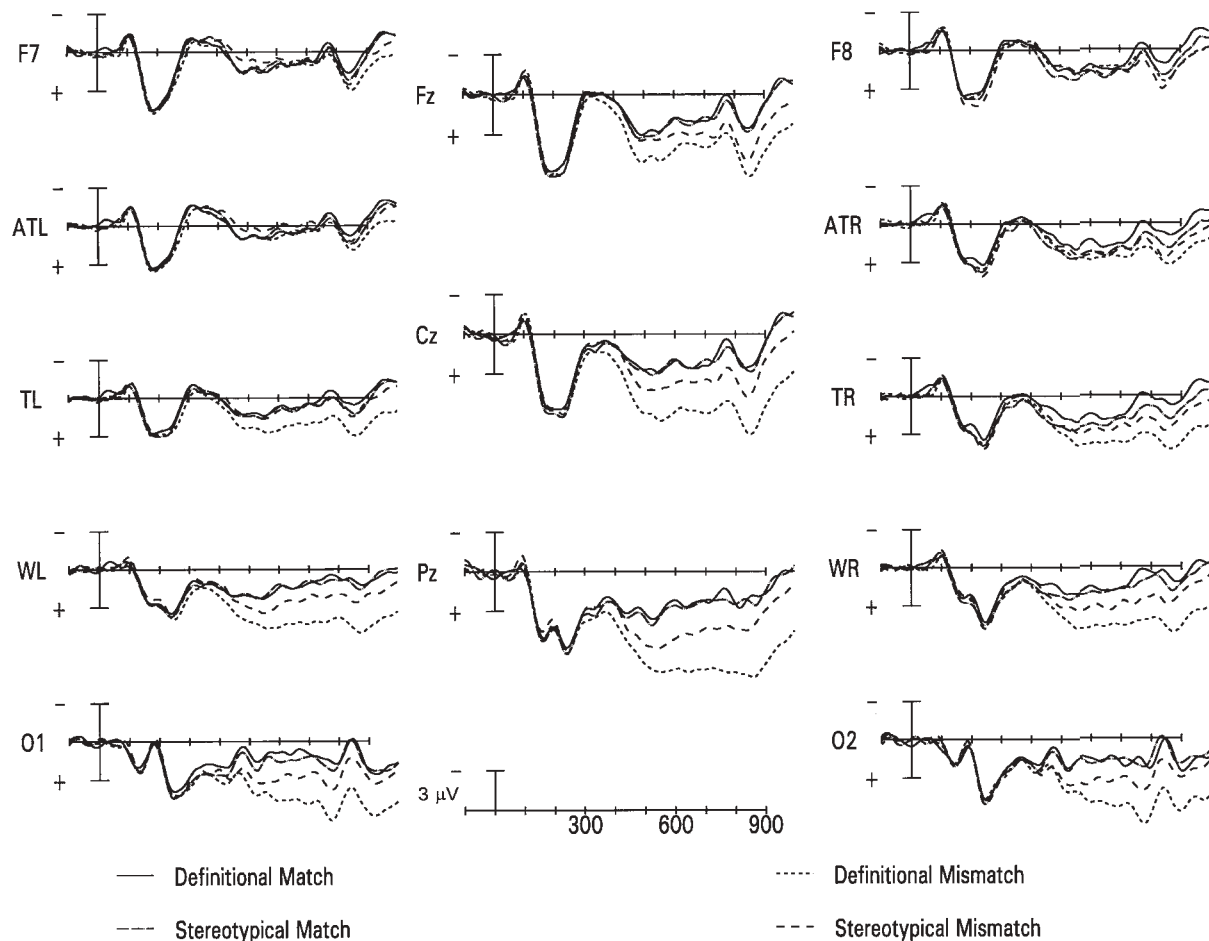 F7
−
+
Fz
−
+
F8
−
+
ATL
−
+
ATR
−
+
Cz
−
+
TL
−
+
TR
−
+
WL
−
+
Pz
−
+
WR
−
+
O1
−
+
O2
−
+
−
3 μV
300 600 900
Definitional Match
Definitional Mismatch
Stereotypical Match
Stereotypical Mismatch